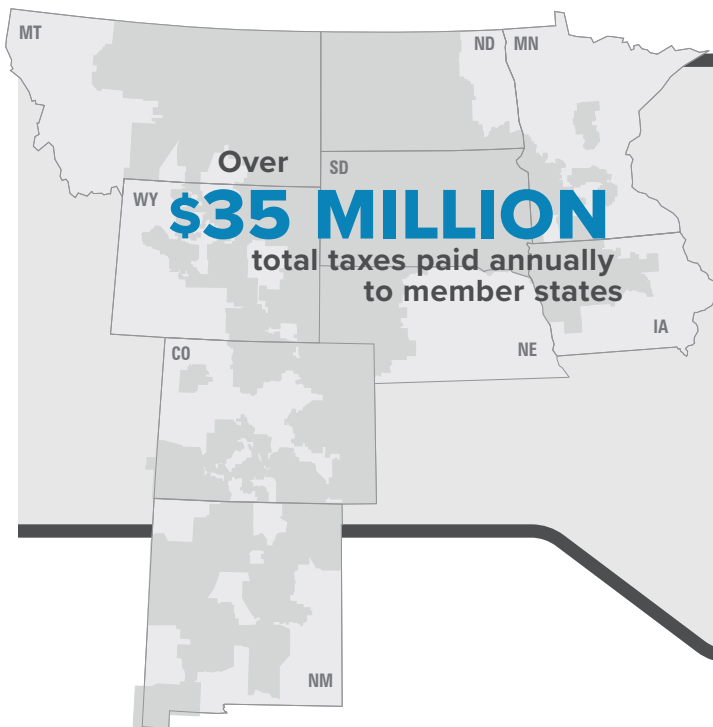 MT
ND
MN
Over
SD
WY
$35 MILLION
total taxes paid annually
to member states
IA
NE
CO
NM